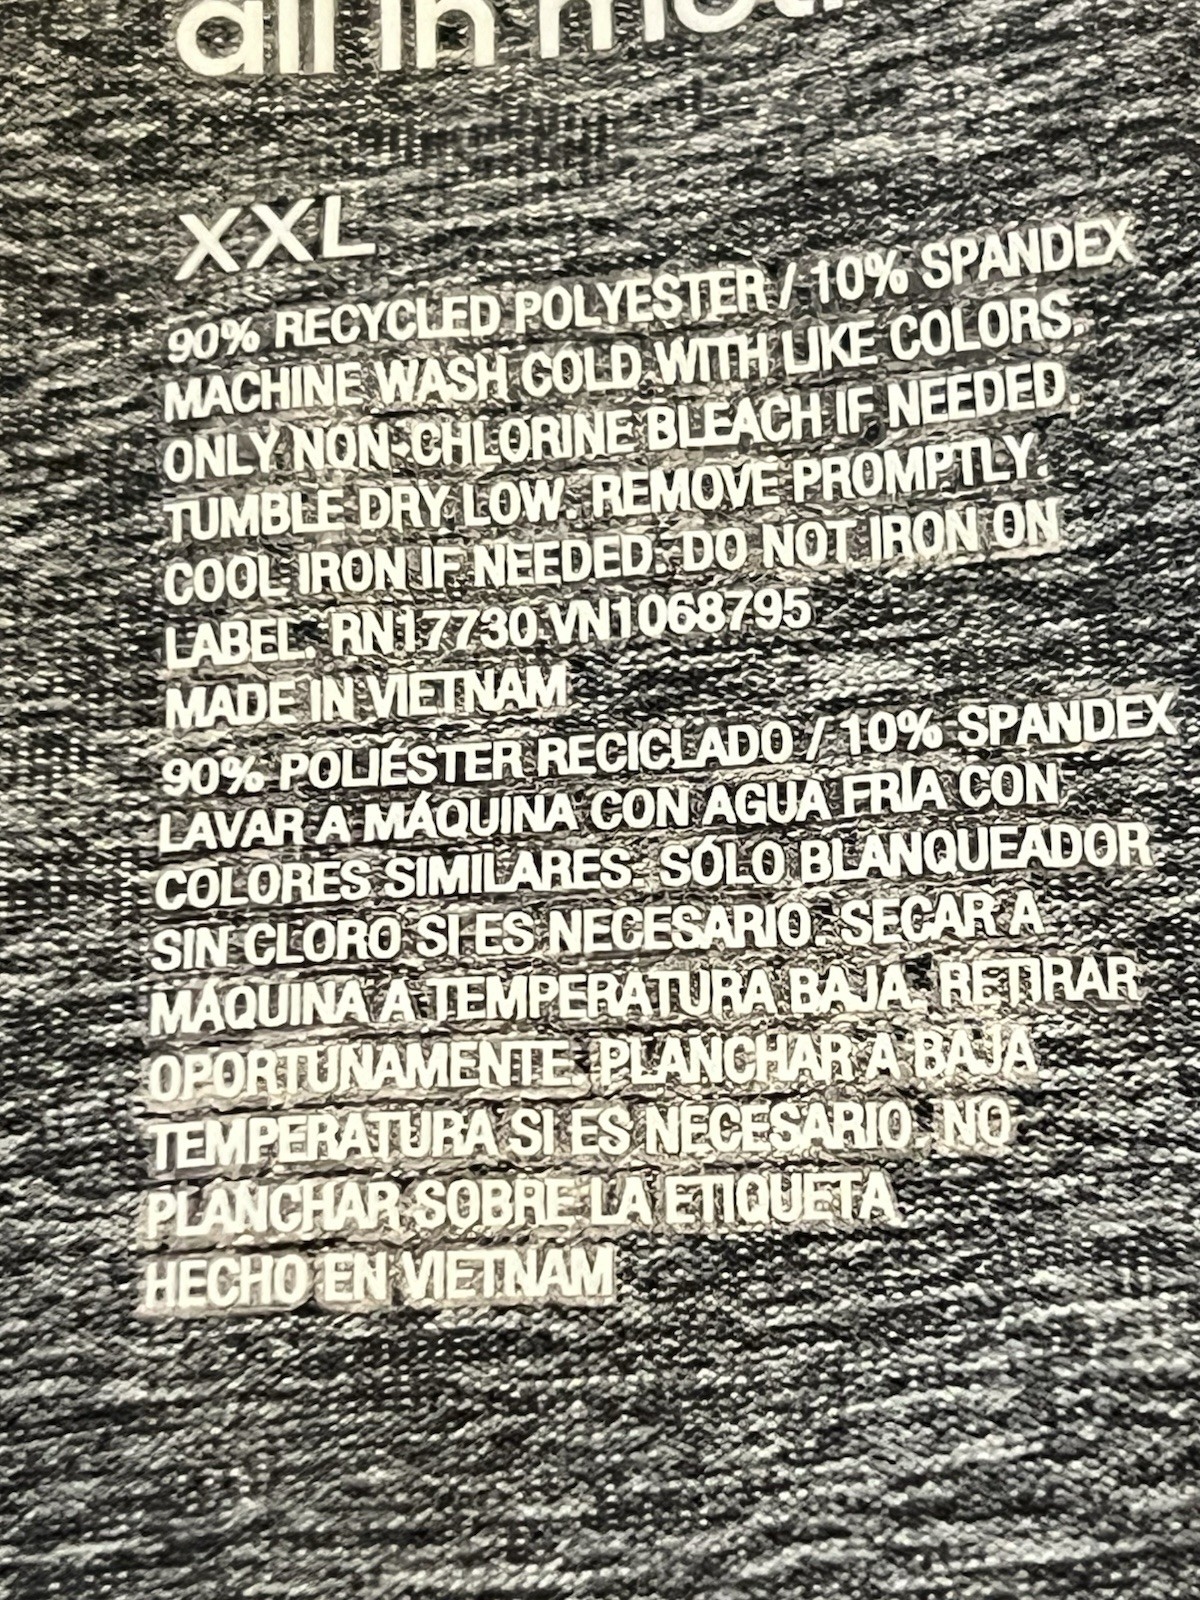 all in mot
XXL
90% RECYCLED POLYESTER / 10% SPANDEX
MACHINE WASH COLD WITH LIKE COLORS.
ONLY NON-CHLORINE BLEACH IF NEEDED.
TUMBLE DRY LOW. REMOVE PROMPTLY.
COOL IRON IF NEEDED. DO NOT IRON ON
LABEL. RN17730 VN1068795
MADE IN VIETNAM
90% POLIÉSTER RECICLADO / 10% SPANDEX
LAVAR A MÁQUINA CON AGUA FRÍA CON
COLORES SIMILARES. SÓLO BLANQUEADOR
SIN CLORO SI ES NECESARIO. SECAR A
MÁQUINA A TEMPERATURA BAJA. RETIRAR
OPORTUNAMENTE. PLANCHAR A BAJA
TEMPERATURA SI ES NECESARIO. NO
PLANCHAR SOBRE LA ETIQUETA
HECHO EN VIETNAM